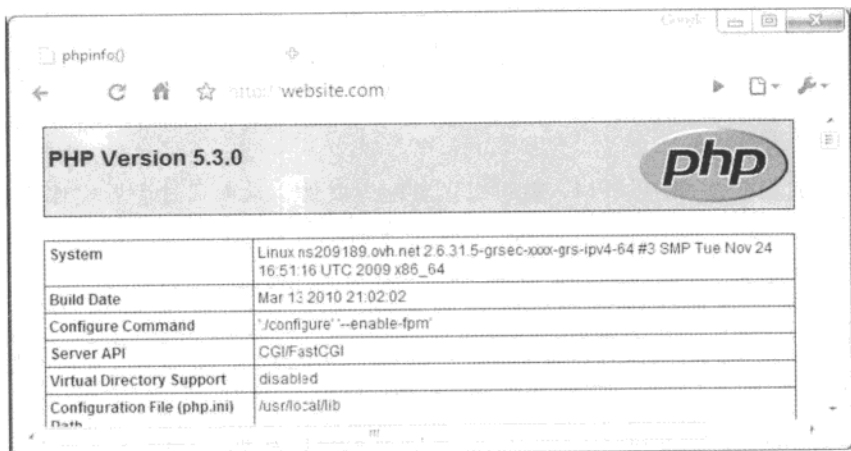 Google
phpinfo()
http://website.com/
PHP Version 5.3.0
php
System
Linux ns209189.ovh.net 2.6.31.5-grsec-xxxx-grs-ipv4-64 #3 SMP Tue Nov 24
16:51:16 UTC 2009 x86_64
Build Date
Mar 13 2010 21:02:02
Configure Command
'./configure' '--enable-fpm'
Server API
CGI/FastCGI
Virtual Directory Support
disabled
Configuration File (php.ini)
Path
/usr/local/lib